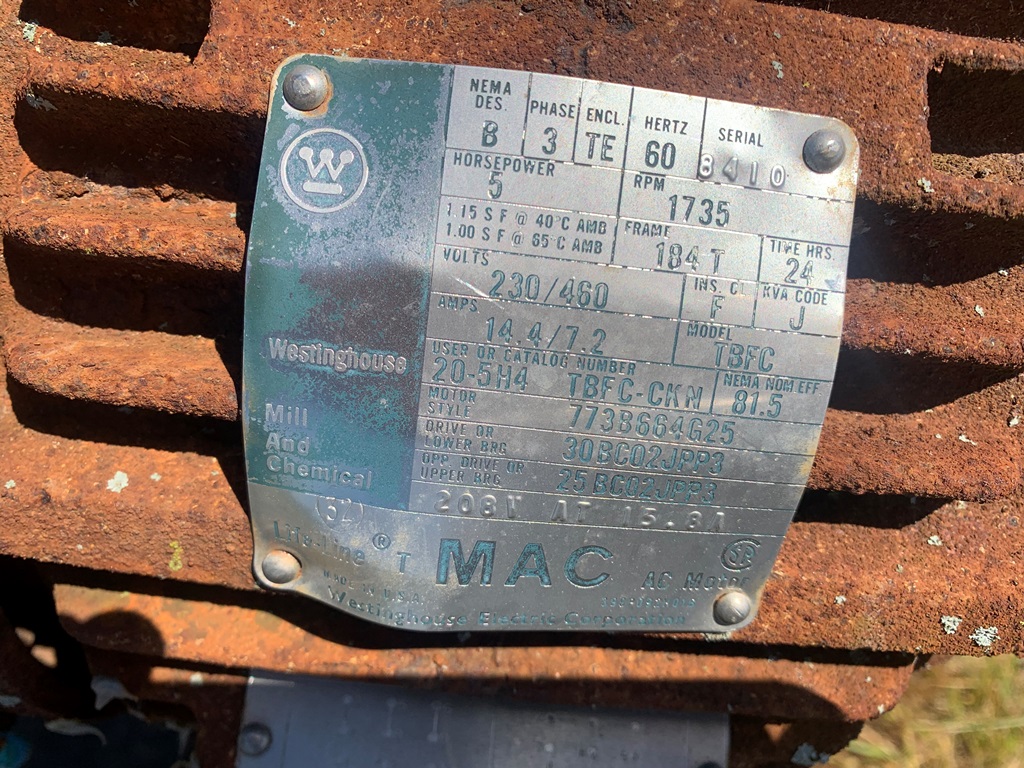 NEMA DES. PHASE ENCL. HERTZ SERIAL
B 3 TE 60 8410
HORSEPOWER RPM
5 1735
1.15 S F @ 40°C AMB
1.00 S F @ 65°C AMB
FRAME TIME HRS.
184 T 24
VOLTS INS. CL. KVA CODE
230/460 F J
AMPS MODEL
14.4/7.2 TBFC
USER OR CATALOG NUMBER NEMA NOM EFF
20-5H4 TBFC-CKN 81.5
MOTOR STYLE 773B664G25
DRIVE OR LOWER BRG 30BC02JPP3
OPP. DRIVE OR UPPER BRG 25BC02JPP3
208V AT 15.8A
W
Westinghouse
Mill
And
Chemical
Life-Line ® T MAC AC Motor
MADE IN U.S.A.
Westinghouse Electric Corporation